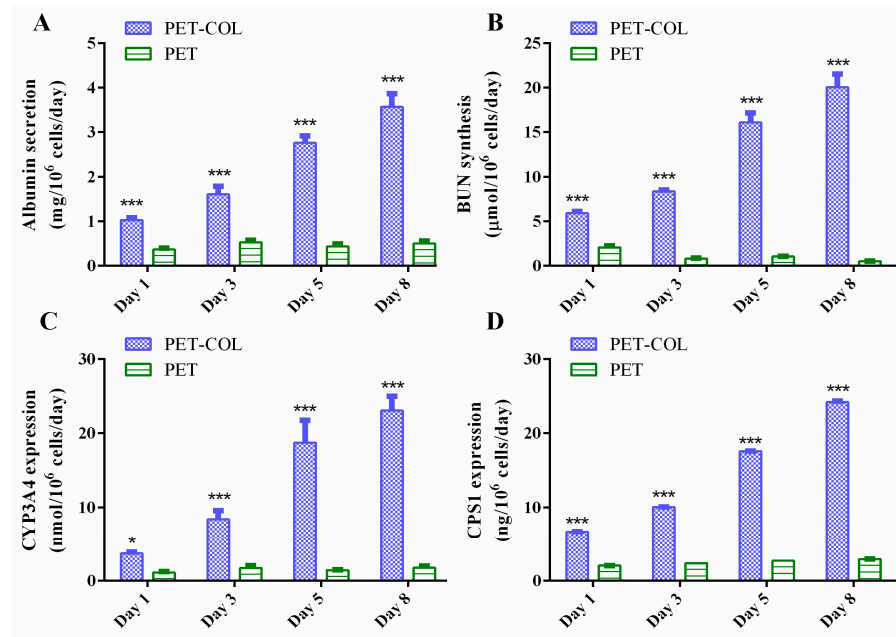 A
PET-COL
PET
Albumin secretion
(mg/10⁶ cells/day)
5
4
3
2
1
0
***
***
***
***
Day 1
Day 3
Day 5
Day 8
B
PET-COL
PET
BUN synthesis
(μmol/10⁶ cells/day)
25
20
15
10
5
0
***
***
***
***
Day 1
Day 3
Day 5
Day 8
C
PET-COL
PET
CYP3A4 expression
(nmol/10⁶ cells/day)
30
20
10
0
*
***
***
***
Day 1
Day 3
Day 5
Day 8
D
PET-COL
PET
CPS1 expression
(ng/10⁶ cells/day)
30
20
10
0
***
***
***
***
Day 1
Day 3
Day 5
Day 8